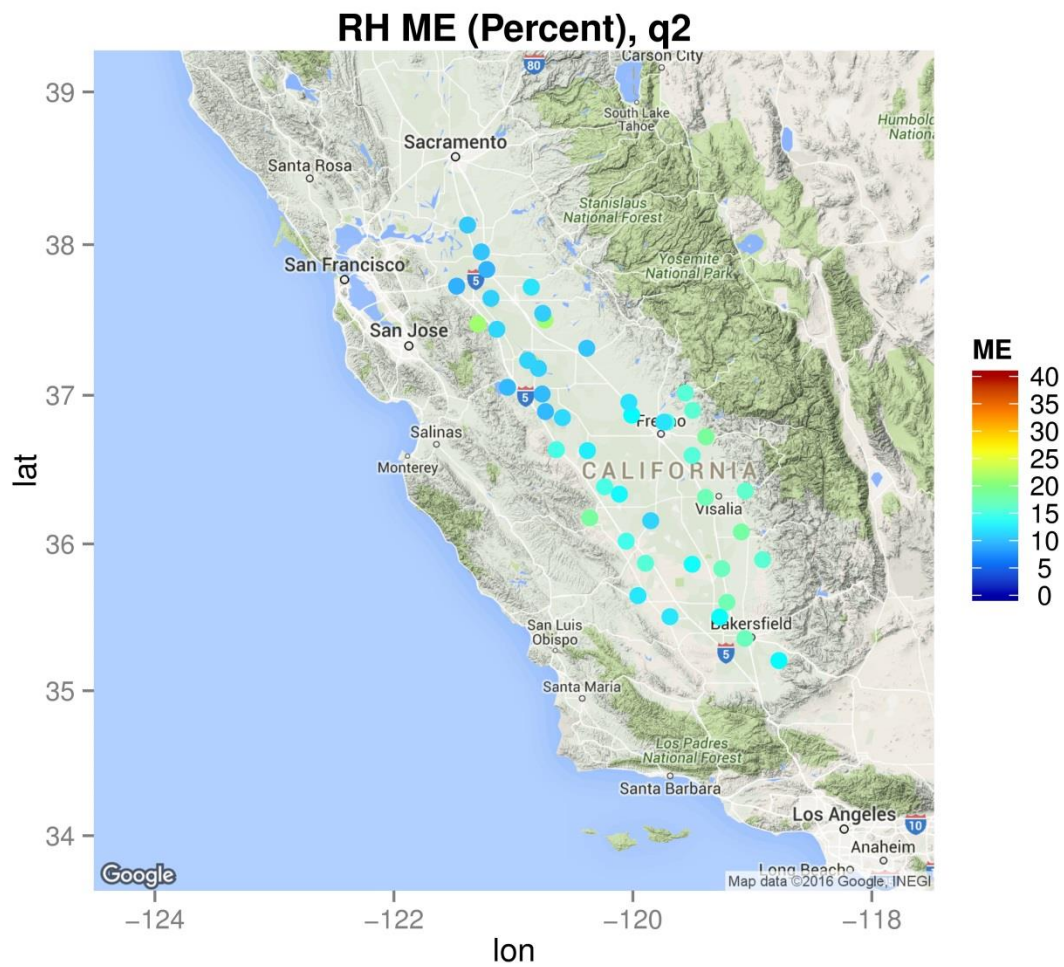 RH ME (Percent), q2
Carson City
80
39
South Lake
Tahoe
Humbol
Nation
Sacramento
Santa Rosa
Stanislaus
National Forest
38
Yosemite
National Park
San Francisco
5
San Jose
ME
40
35
30
25
20
15
10
5
0
37
5
Fresno
Salinas
Monterey
CALIFORNIA
Visalia
lat
36
Bakersfield
San Luis
Obispo
5
35
Santa Maria
Los Padres
National Forest
Santa Barbara
Los Angeles
10
34
Anaheim
Long Beach
Google
Map data ©2016 Google, INEGI
−124
−122
−120
−118
lon